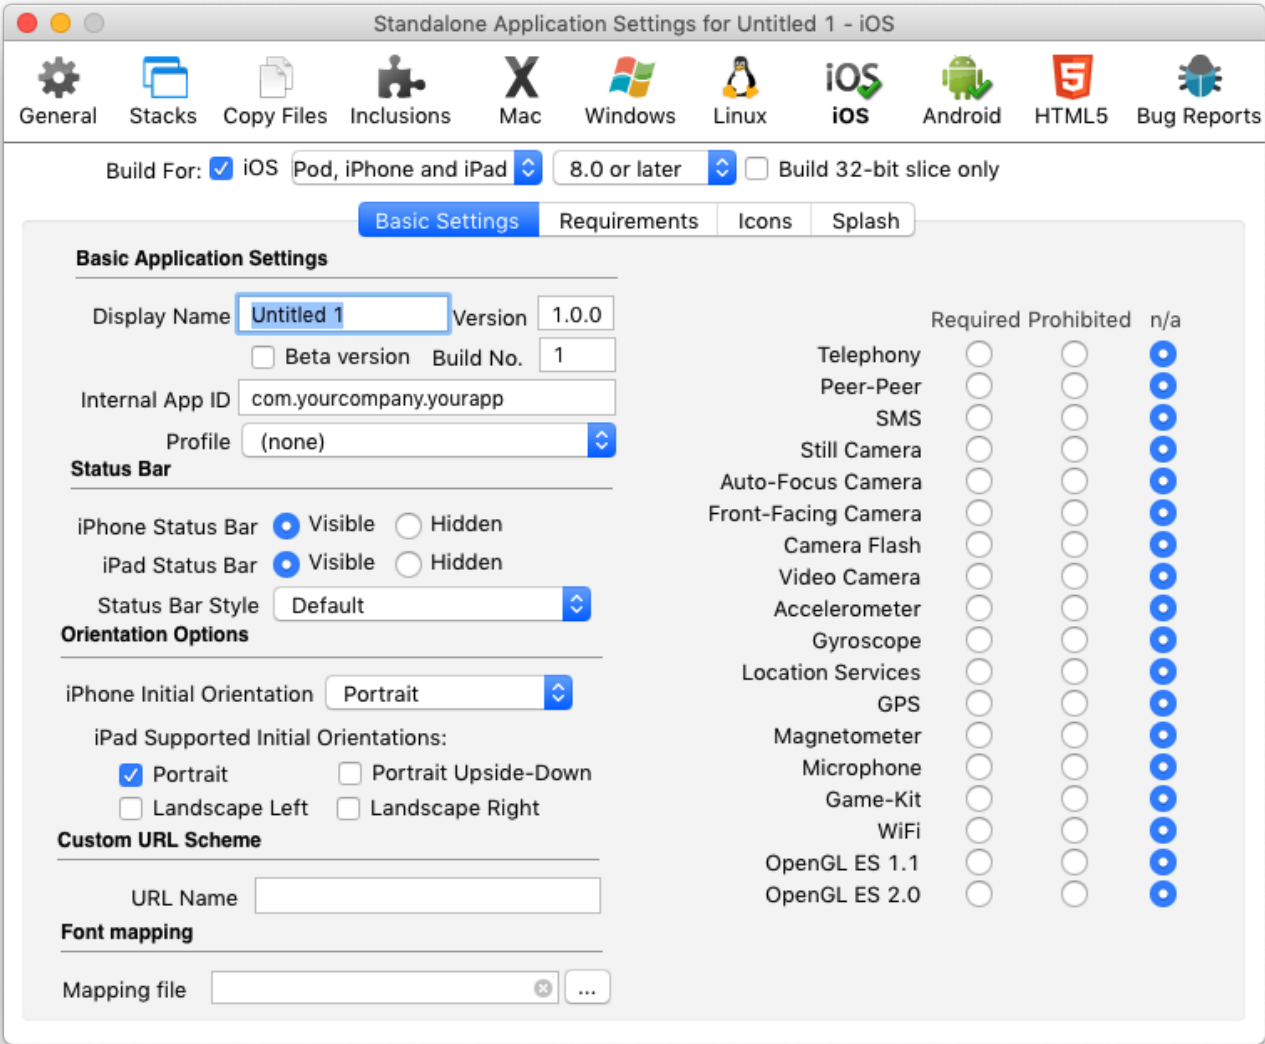 Standalone Application Settings for Untitled 1 - iOS
X iOS 5
General Stacks Copy Files Inclusions Mac Windows Linux iOS Android HTML5 Bug Reports
Build For: iOS Pod, iPhone and iPad 8.0 or later Build 32-bit slice only
Basic Settings Requirements Icons Splash
Basic Application Settings
Display Name Untitled 1 Version 1.0.0
Beta version Build No. 1
Internal App ID com.yourcompany.yourapp
Profile (none)
Status Bar
iPhone Status Bar Visible Hidden
iPad Status Bar Visible Hidden
Status Bar Style Default
Orientation Options
iPhone Initial Orientation Portrait
iPad Supported Initial Orientations:
Portrait Portrait Upside-Down
Landscape Left Landscape Right
Custom URL Scheme
URL Name
Font mapping
Mapping file ...
Required Prohibited n/a
Telephony
Peer-Peer
SMS
Still Camera
Auto-Focus Camera
Front-Facing Camera
Camera Flash
Video Camera
Accelerometer
Gyroscope
Location Services
GPS
Magnetometer
Microphone
Game-Kit
WiFi
OpenGL ES 1.1
OpenGL ES 2.0